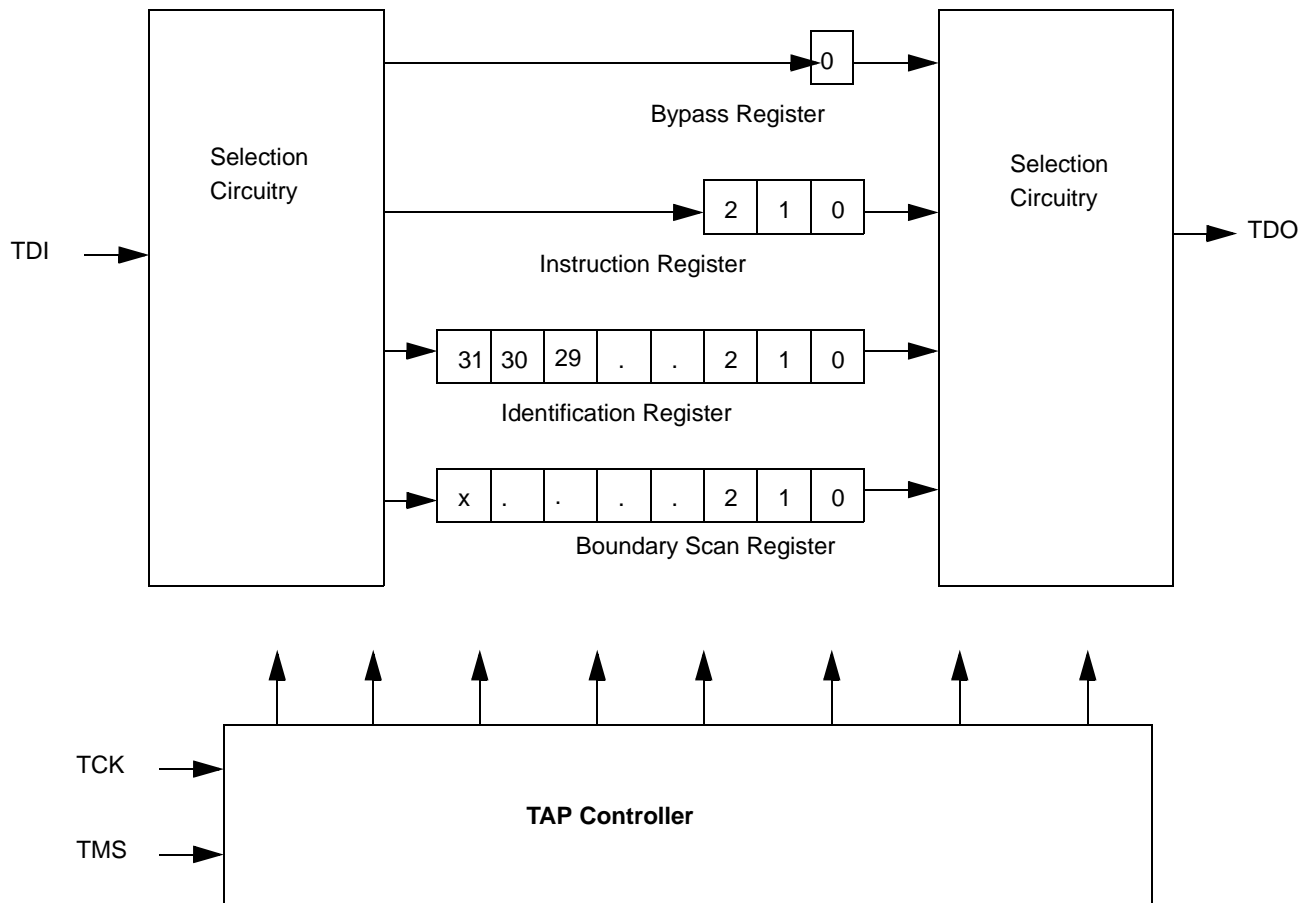 0
Bypass Register
Selection
Circuitry
Selection
Circuitry
2 1 0
Instruction Register
TDI
TDO
31 30 29 . . 2 1 0
Identification Register
x . . . . 2 1 0
Boundary Scan Register
TCK
TAP Controller
TMS